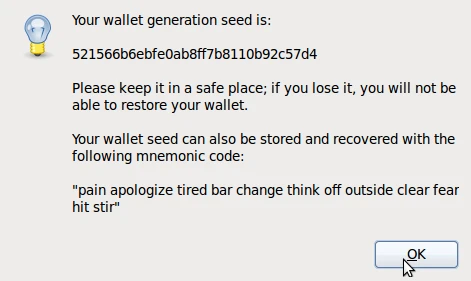 Your wallet generation seed is:
521566b6ebfe0ab8ff7b8110b92c57d4
Please keep it in a safe place; if you lose it, you will not be
able to restore your wallet.
Your wallet seed can also be stored and recovered with the
following mnemonic code:
"pain apologize tired bar change think off outside clear fear
hit stir"
OK